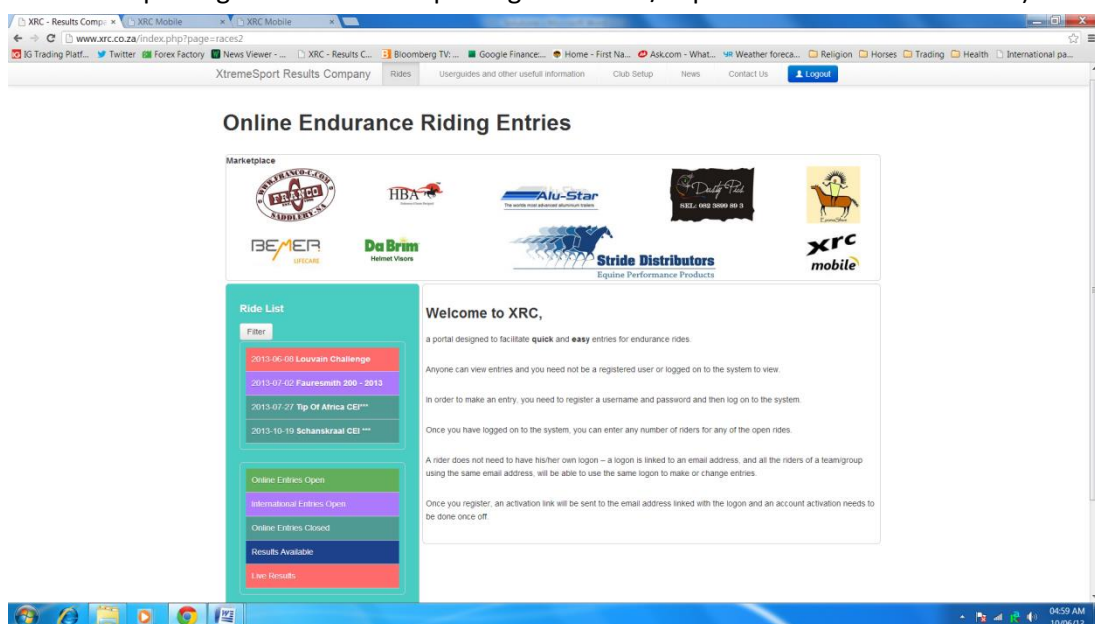 XRC - Results Compa
XRC Mobile
XRC Mobile
www.xrc.co.za/index.php?page=races2
IG Trading Platf... Twitter Forex Factory News Viewer - ... XRC - Results C... Bloomberg TV: ... Google Finance:... Home - First Na... Ask.com - What... Weather foreca... Religion Horses Trading Health International pa...
XtremeSport Results Company Rides Userguides and other usefull information Club Setup News Contact Us Logout
Online Endurance Riding Entries
Marketplace
WWW.FRANCO-C.COM
FRANCO
SADDLERY-NA
HBA
Alu-Star
The worlds most advanced aluminium trailers
BEMER
LIFECARE
Da Brim
Helmet Visors
Stride Distributors
Equine Performance Products
xrc
mobile
Ride List
Filter
2013-06-08 Louvain Challenge
2013-07-02 Fauresmith 200 - 2013
2013-07-27 Tip Of Africa CEI***
2013-10-19 Schanskraal CEI ***
Online Entries Open
International Entries Open
Online Entries Closed
Results Available
Live Results
Welcome to XRC,
a portal designed to facilitate quick and easy entries for endurance rides.
Anyone can view entries and you need not be a registered user or logged on to the system to view.
In order to make an entry, you need to register a username and password and then log on to the system.
Once you have logged on to the system, you can enter any number of riders for any of the open rides.
A rider does not need to have his/her own logon – a logon is linked to an email address, and all the riders of a team/group
using the same email address, will be able to use the same logon to make or change entries.
Once you register, an activation link will be sent to the email address linked with the logon and an account activation needs to
be done once off.
04:59 AM
10/06/13